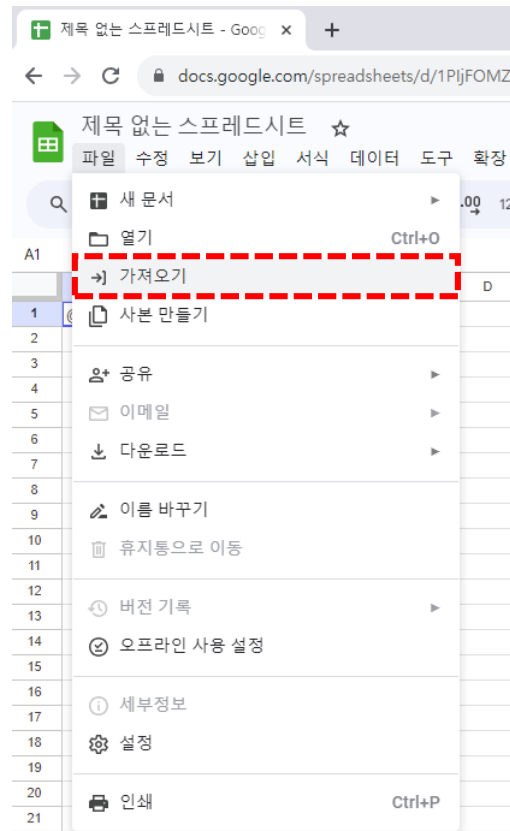 제목 없는 스프레드시트 - Goog
docs.google.com/spreadsheets/d/1PIjFOMZ
제목 없는 스프레드시트
파일 수정 보기 삽입 서식 데이터 도구 확장
새 문서
.00 12
열기 Ctrl+O
A1
가져오기
D
1
사본 만들기
2
3
공유
4
5
이메일
6
다운로드
7
8
9
이름 바꾸기
10
휴지통으로 이동
11
12
버전 기록
13
14
오프라인 사용 설정
15
16
세부정보
17
18
설정
19
20
인쇄 Ctrl+P
21